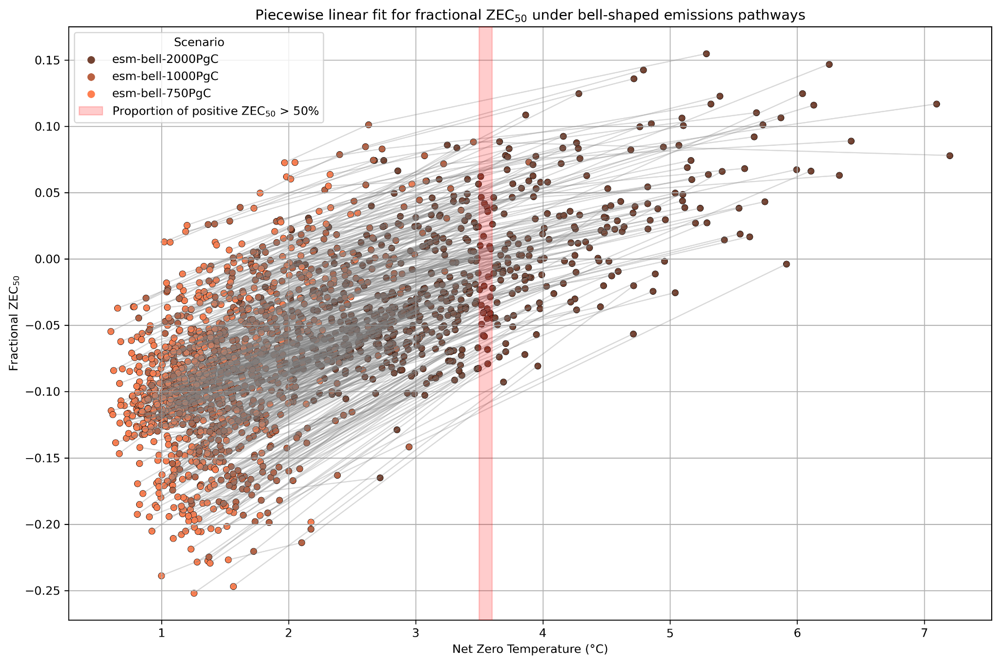 Piecewise linear fit for fractional ZEC₅₀ under bell-shaped emissions pathways
Scenario
esm-bell-2000PgC
esm-bell-1000PgC
esm-bell-750PgC
Proportion of positive ZEC₅₀ > 50%
0.15
0.10
0.05
0.00
−0.05
−0.10
−0.15
−0.20
−0.25
Fractional ZEC₅₀
1 2 3 4 5 6 7
Net Zero Temperature (°C)